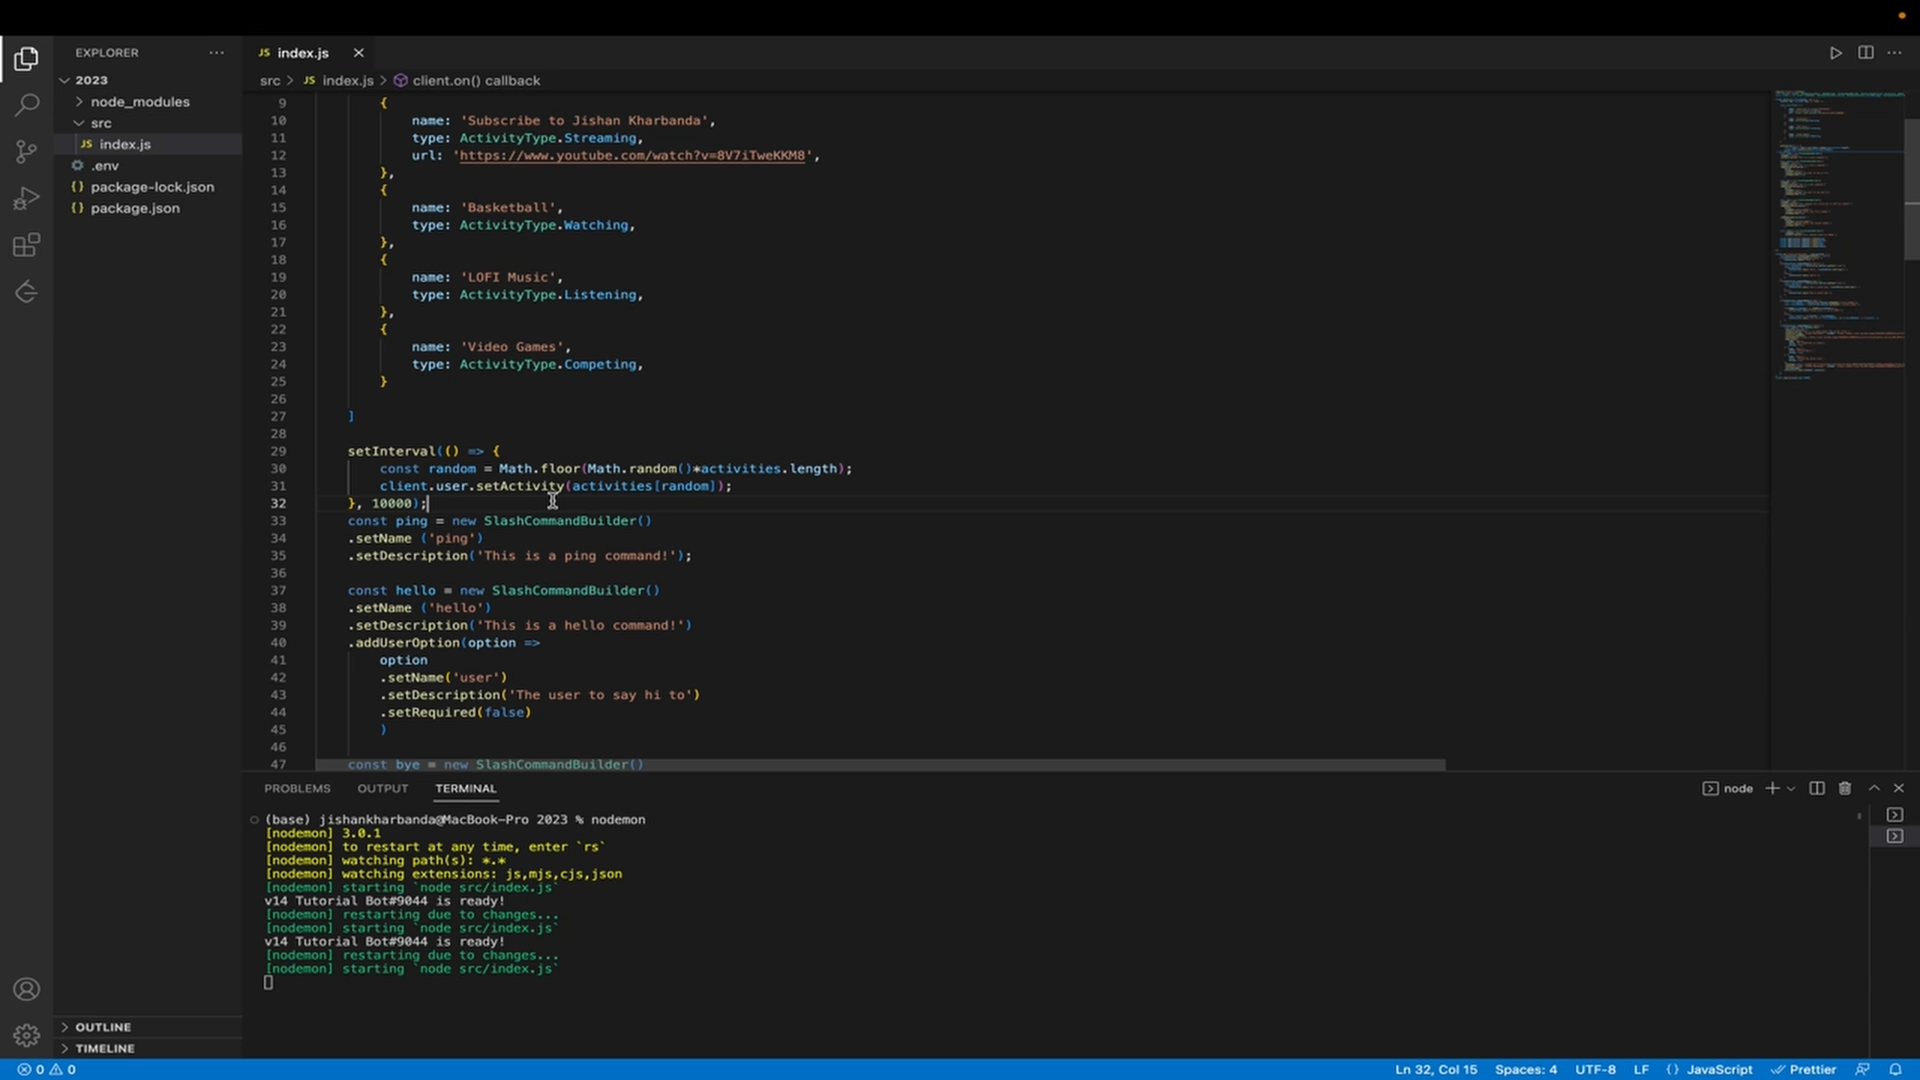 EXPLORER
2023
node_modules
src
JS index.js
.env
{} package-lock.json
{} package.json
OUTLINE
TIMELINE
JS index.js
src > JS index.js > client.on() callback
9 {
10 name: 'Subscribe to Jishan Kharbanda',
11 type: ActivityType.Streaming,
12 url: 'https://www.youtube.com/watch?v=8V7iTweKKM8',
13 },
14 {
15 name: 'Basketball',
16 type: ActivityType.Watching,
17 },
18 {
19 name: 'LOFI Music',
20 type: ActivityType.Listening,
21 },
22 {
23 name: 'Video Games',
24 type: ActivityType.Competing,
25 }
26
27 ]
28
29 setInterval(() => {
30 const random = Math.floor(Math.random()*activities.length);
31 client.user.setActivity(activities[random]);
32 }, 10000);
33 const ping = new SlashCommandBuilder()
34 .setName ('ping')
35 .setDescription('This is a ping command!');
36
37 const hello = new SlashCommandBuilder()
38 .setName ('hello')
39 .setDescription('This is a hello command!')
40 .addUserOption(option =>
41 option
42 .setName('user')
43 .setDescription('The user to say hi to')
44 .setRequired(false)
45 )
46
47 const bye = new SlashCommandBuilder()
PROBLEMS OUTPUT TERMINAL
node
(base) jishankharbanda@MacBook-Pro 2023 % nodemon
[nodemon] 3.0.1
[nodemon] to restart at any time, enter `rs`
[nodemon] watching path(s): *.*
[nodemon] watching extensions: js,mjs,cjs,json
[nodemon] starting `node src/index.js`
v14 Tutorial Bot#9044 is ready!
[nodemon] restarting due to changes...
[nodemon] starting `node src/index.js`
v14 Tutorial Bot#9044 is ready!
[nodemon] restarting due to changes...
[nodemon] starting `node src/index.js`
0 0 Ln 32, Col 15 Spaces: 4 UTF-8 LF {} JavaScript Prettier